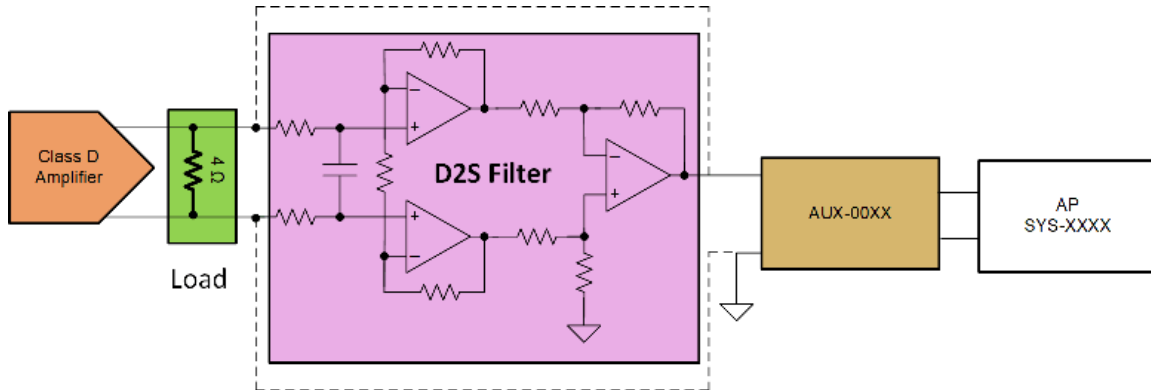 Class D
Amplifier
4 Ω
Load
D2S Filter
−
+
+
−
−
+
AUX-00XX
AP
SYS-XXXX